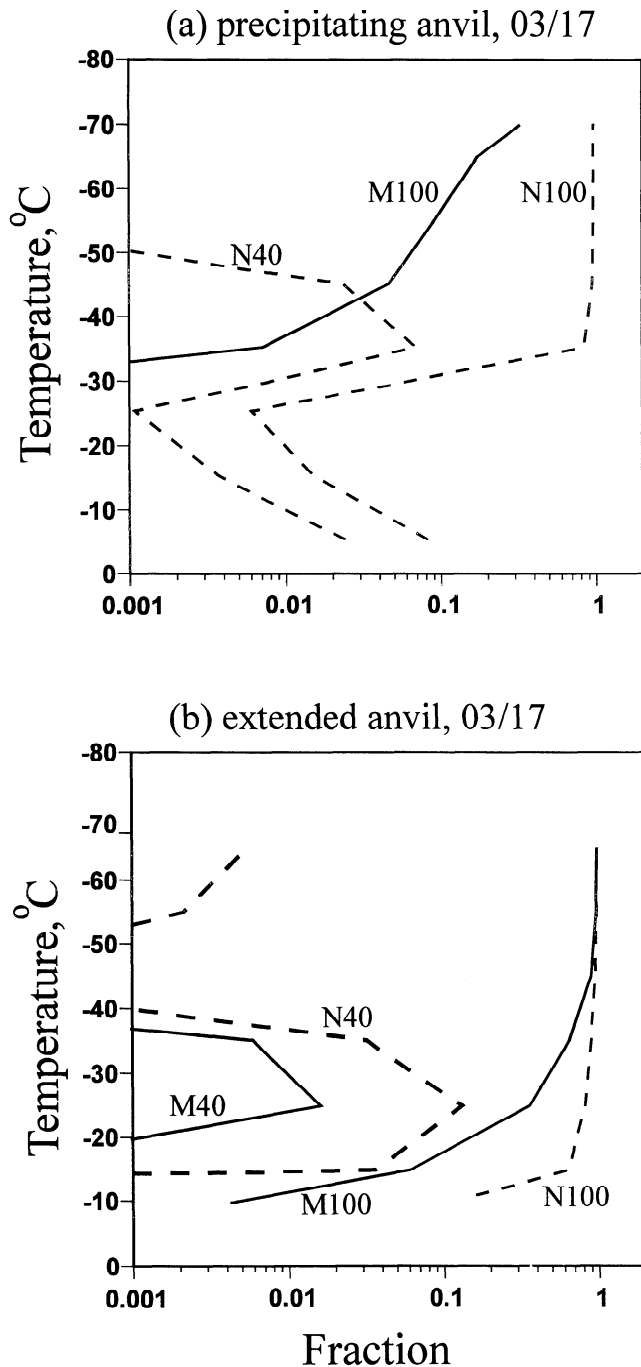 (a) precipitating anvil, 03/17
-80
-70
-60
-50
-40
-30
-20
-10
0
Temperature, °C
M100
N100
N40
0.001
0.01
0.1
1
(b) extended anvil, 03/17
-80
-70
-60
-50
-40
-30
-20
-10
0
Temperature, °C
N40
M40
M100
N100
0.001
0.01
0.1
1
Fraction